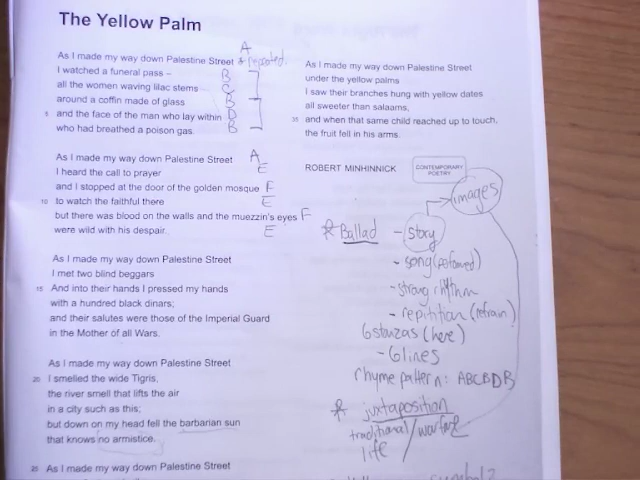 The Yellow Palm
As I made my way down Palestine Street
I watched a funeral pass –
all the women waving lilac stems
around a coffin made of glass
5 and the face of the man who lay within
who had breathed a poison gas.
A
repeated
B
C
B
D
B
As I made my way down Palestine Street
I heard the call to prayer
and I stopped at the door of the golden mosque
10 to watch the faithful there
but there was blood on the walls and the muezzin's eyes
were wild with his despair.
A
E
F
E
F
E
As I made my way down Palestine Street
I met two blind beggars
15 And into their hands I pressed my hands
with a hundred black dinars;
and their salutes were those of the Imperial Guard
in the Mother of all Wars.
As I made my way down Palestine Street
20 I smelled the wide Tigris,
the river smell that lifts the air
in a city such as this;
but down on my head fell the barbarian sun
that knows no armistice.
25 As I made my way down Palestine Street
As I made my way down Palestine Street
under the yellow palms
I saw their branches hung with yellow dates
all sweeter than salaams,
35 and when that same child reached up to touch,
the fruit fell in his arms.
ROBERT MINHINNICK
CONTEMPORARY
POETRY
images
Ballad - story
- song (performed)
- strong rhythm
- repitition (refrain)
6 stanzas (here)
- 6 lines
rhyme pattern: ABCBDB
juxtaposition
traditional / warfare
life